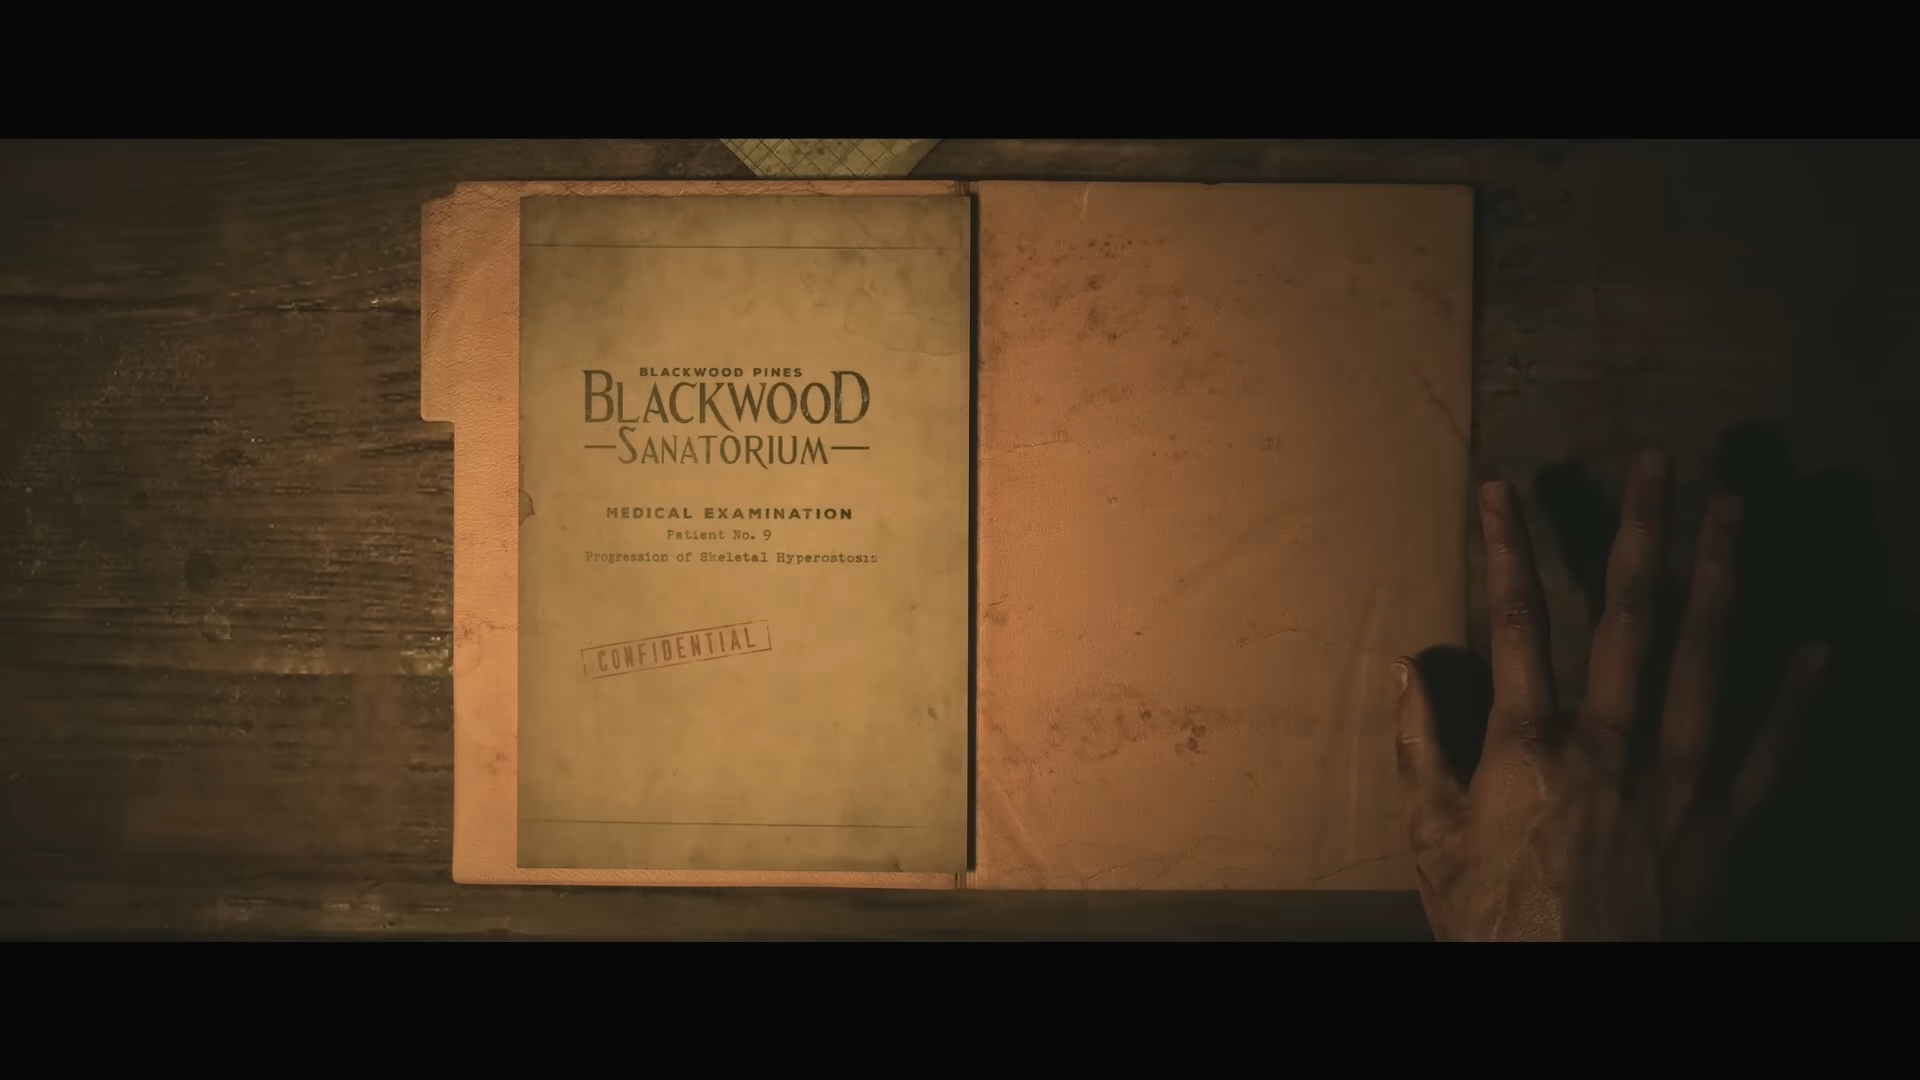 BLACKWOOD PINES
BLACKWOOD
SANATORIUM
MEDICAL EXAMINATION
Patient No. 9
Progression of Skeletal Hyperostosis
CONFIDENTIAL